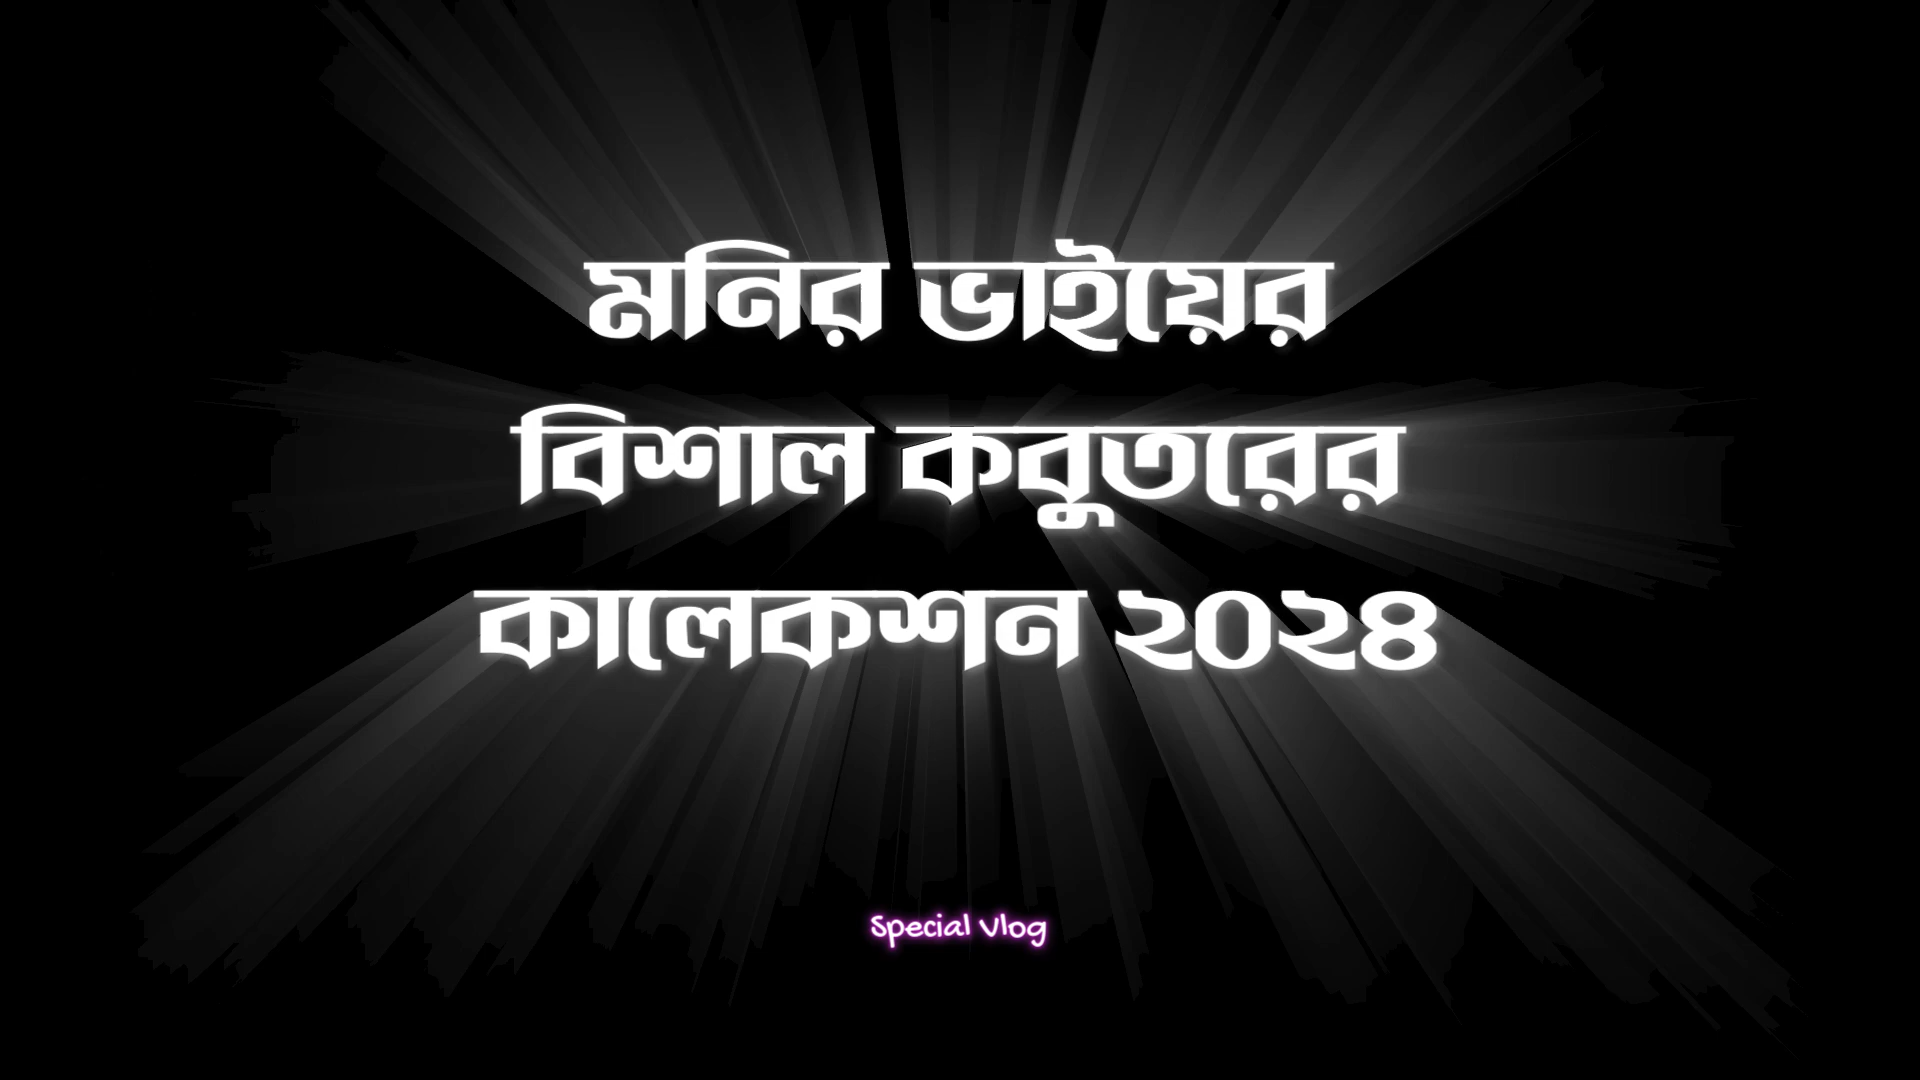 মনির ভাইয়ের
বিশাল কবুতরের
কালেকশন ২০২৪
Special Vlog